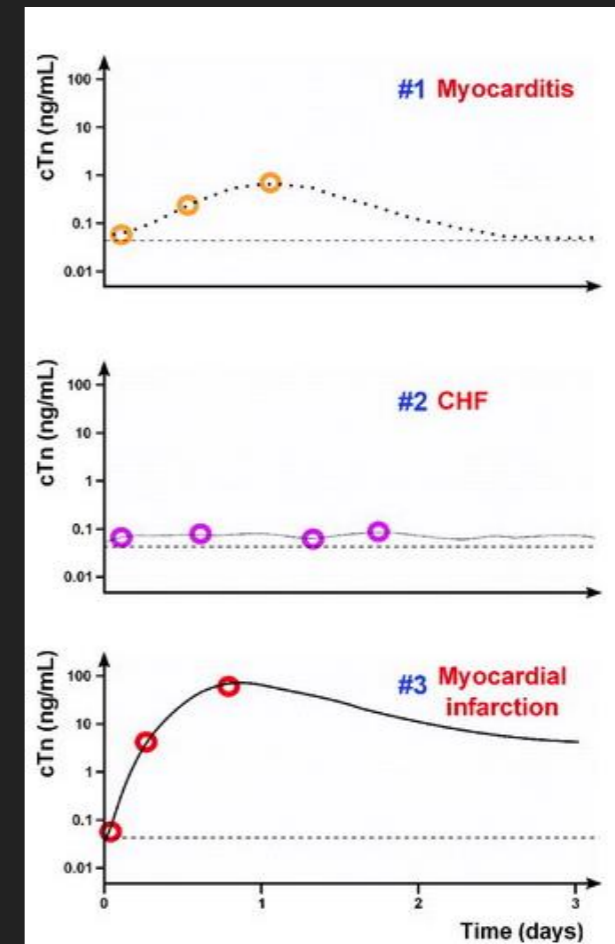 cTn (ng/mL)
100
10
1
0.1
0.01
#1 Myocarditis
cTn (ng/mL)
100
10
1
0.1
0.01
#2 CHF
cTn (ng/mL)
100
10
1
0.1
0.01
#3 Myocardial
infarction
0 1 2 3
Time (days)